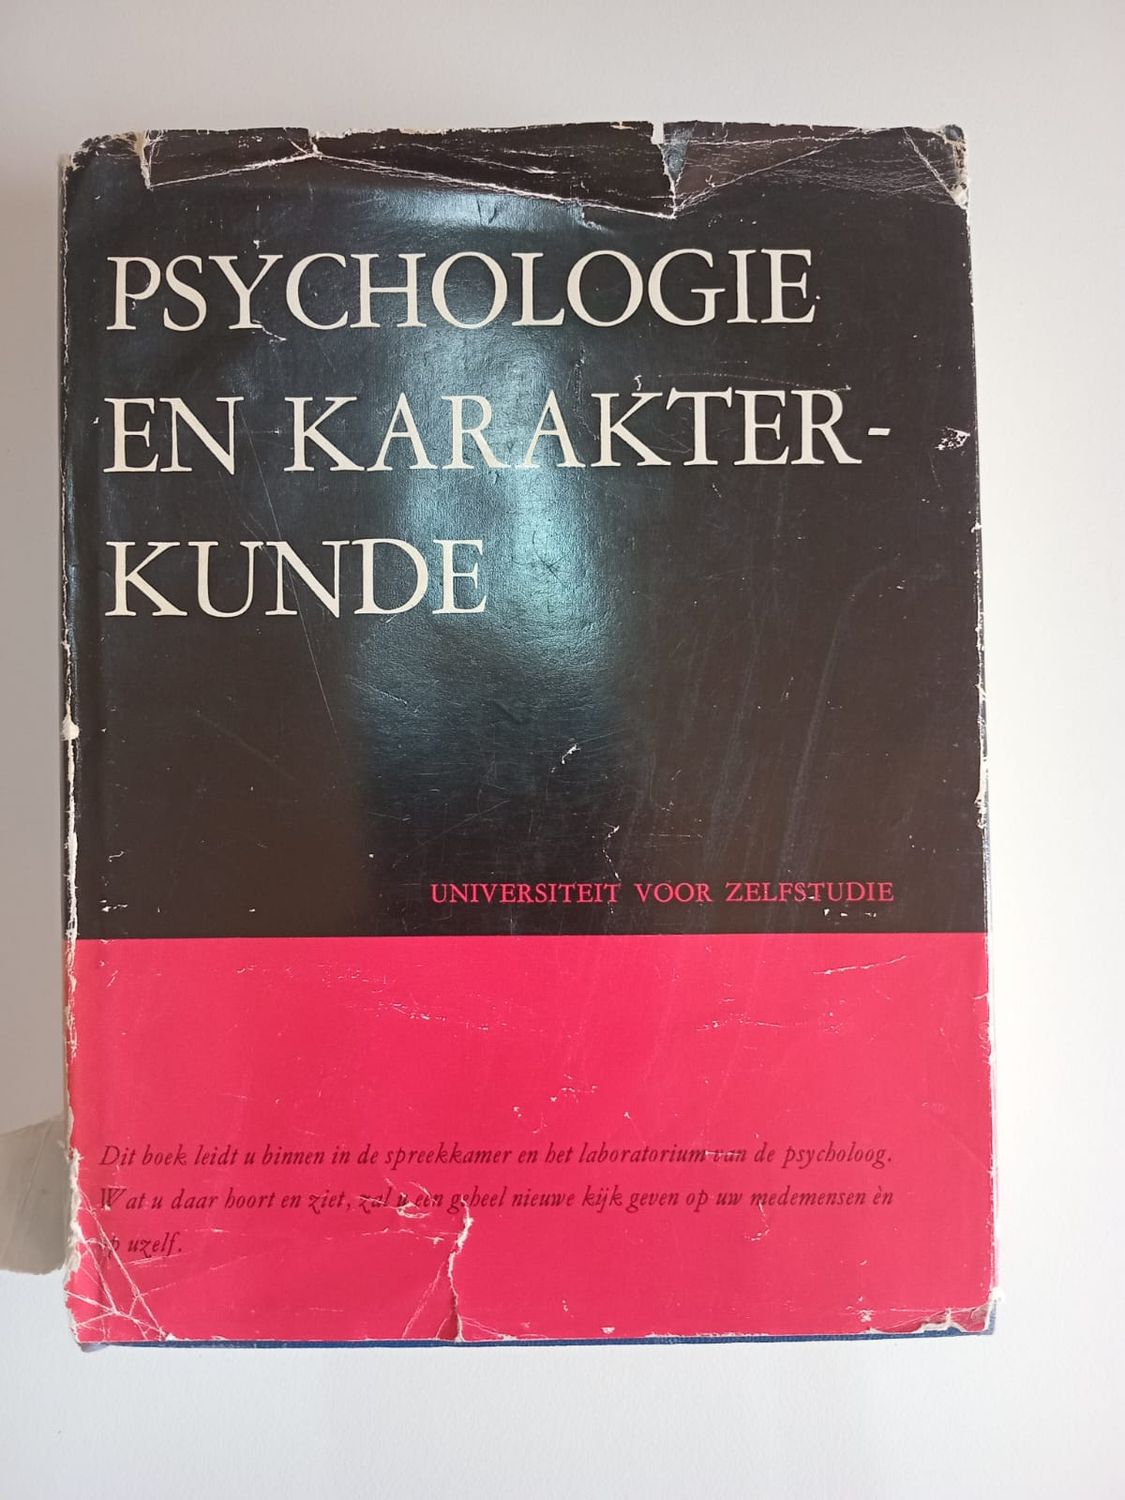 PSYCHOLOGIE
EN KARAKTER-
KUNDE
UNIVERSITEIT VOOR ZELFSTUDIE
Dit boek leidt u binnen in de spreekkamer en het laboratorium van de psycholoog.
Wat u daar hoort en ziet, zal u een geheel nieuwe kijk geven op uw medemensen èn
op uzelf.